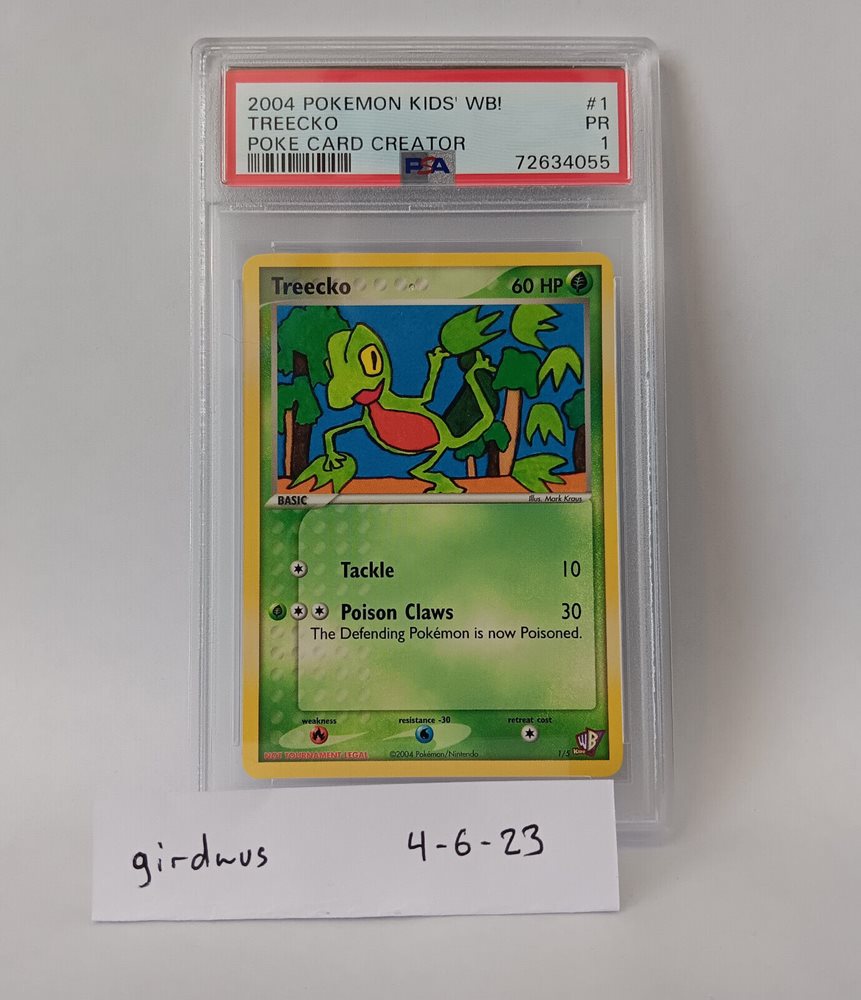 2004 POKEMON KIDS' WB! #1
TREECKO PR
POKE CARD CREATOR 1
PSA 72634055
Treecko 60 HP
BASIC Illus. Mark Kraus
Tackle 10
Poison Claws 30
The Defending Pokémon is now Poisoned.
weakness resistance -30 retreat cost
NOT TOURNAMENT LEGAL ©2004 Pokémon/Nintendo 1/5 Kids WB!
girdwus 4-6-23